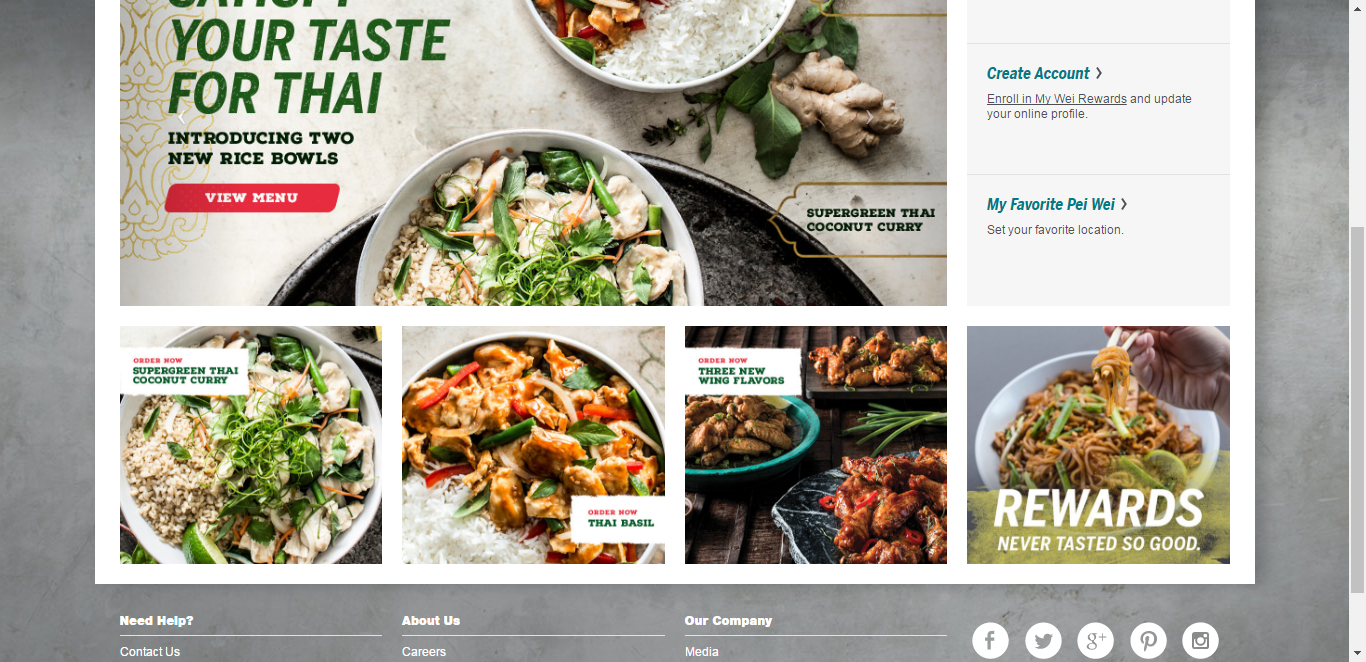 SATISFY
YOUR TASTE
FOR THAI
INTRODUCING TWO
NEW RICE BOWLS
VIEW MENU
SUPERGREEN THAI
COCONUT CURRY
Create Account
Enroll in My Wei Rewards and update
your online profile.
My Favorite Pei Wei
Set your favorite location.
ORDER NOW
SUPERGREEN THAI
COCONUT CURRY
ORDER NOW
THAI BASIL
ORDER NOW
THREE NEW
WING FLAVORS
REWARDS
NEVER TASTED SO GOOD.
Need Help?
Contact Us
About Us
Careers
Our Company
Media